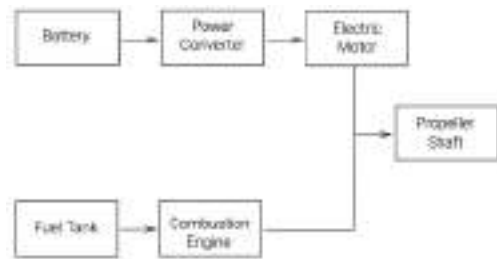 Battery
Power
Converter
Electric
Motor
Propeller
Shaft
Fuel Tank
Combustion
Engine